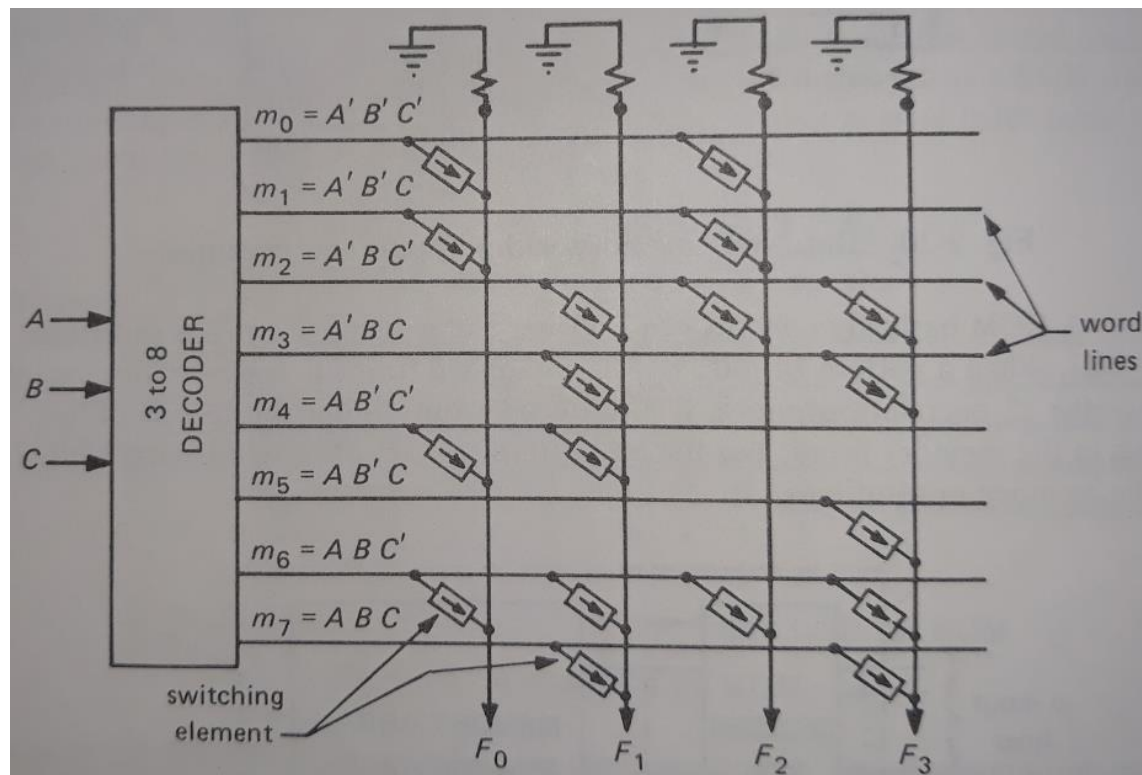 m₀ = A′ B′ C′
m₁ = A′ B′ C
m₂ = A′ B C′
m₃ = A′ B C
m₄ = A B′ C′
m₅ = A B′ C
m₆ = A B C′
m₇ = A B C
A
B
C
3 to 8
DECODER
word
lines
switching
element
F₀ F₁ F₂ F₃